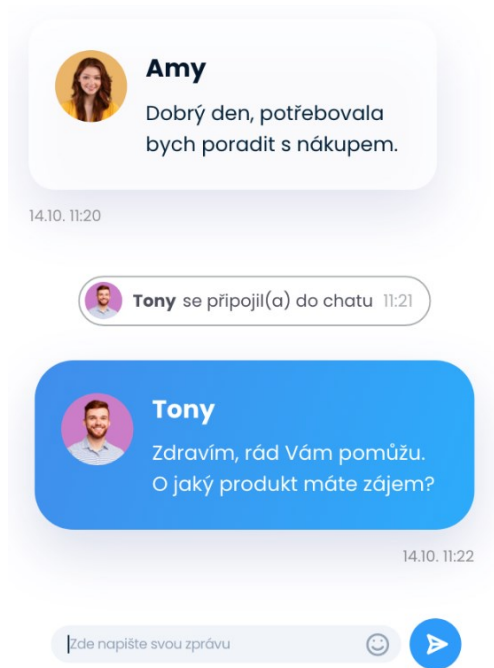 Amy
Dobrý den, potřebovala
bych poradit s nákupem.
14.10. 11:20
Tony se připojil(a) do chatu 11:21
Tony
Zdravím, rád Vám pomůžu.
O jaký produkt máte zájem?
14.10. 11:22
Zde napište svou zprávu